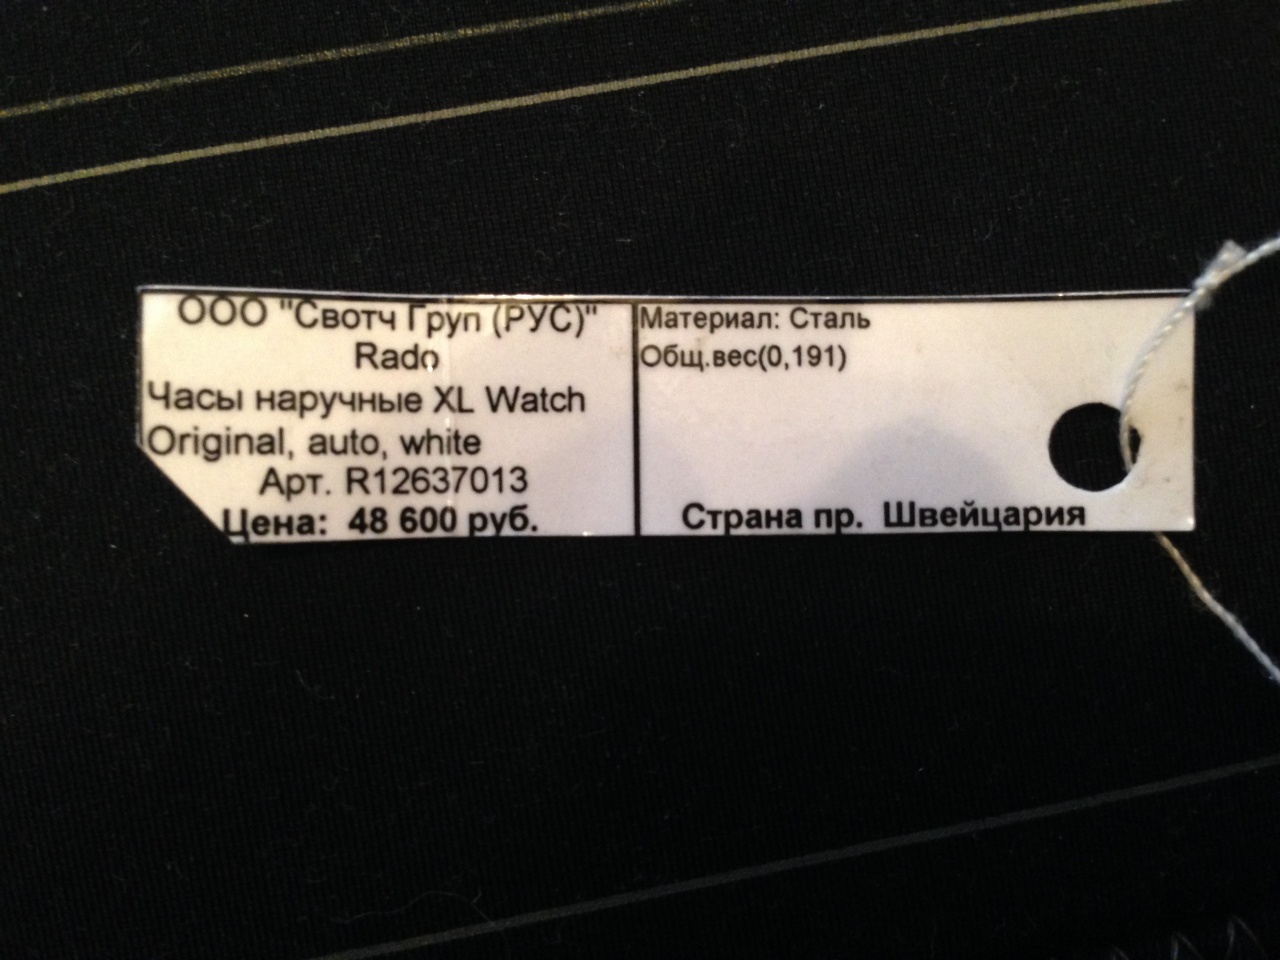 ООО "Свотч Груп (РУС)"
Rado
Часы наручные XL Watch
Original, auto, white
Арт. R12637013
Цена: 48 600 руб.
Материал: Сталь
Общ.вес(0,191)
Страна пр. Швейцария